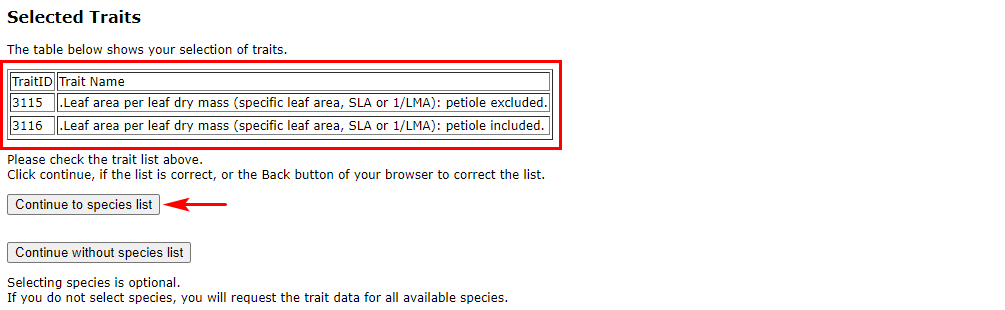 Selected Traits
The table below shows your selection of traits.
TraitID Trait Name
3115 .Leaf area per leaf dry mass (specific leaf area, SLA or 1/LMA): petiole excluded.
3116 .Leaf area per leaf dry mass (specific leaf area, SLA or 1/LMA): petiole included.
Please check the trait list above.
Click continue, if the list is correct, or the Back button of your browser to correct the list.
Continue to species list
Continue without species list
Selecting species is optional.
If you do not select species, you will request the trait data for all available species.